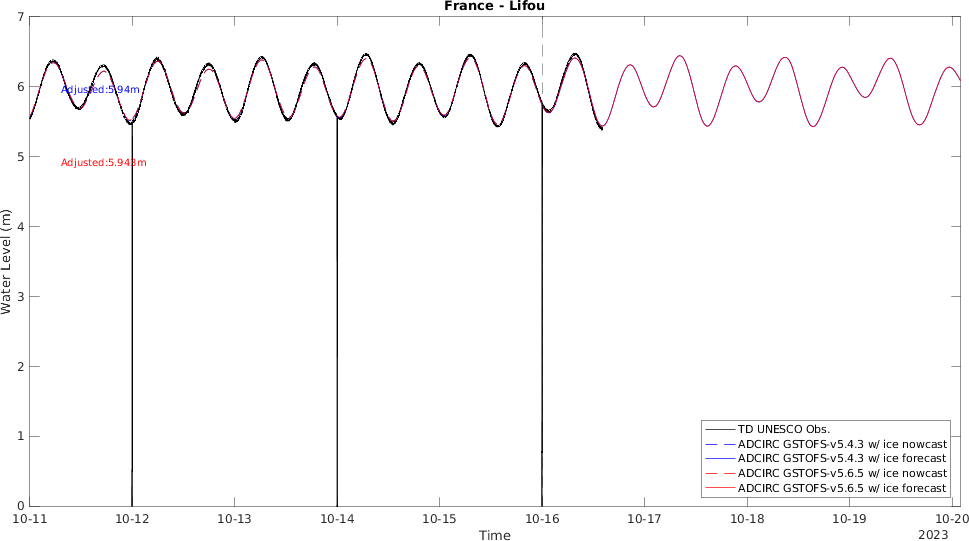 France - Lifou
7
6
5
4
3
2
1
0
Water Level (m)
Adjusted:5.94m
Adjusted:5.943m
TD UNESCO Obs.
ADCIRC GSTOFS-v5.4.3 w/ ice nowcast
ADCIRC GSTOFS-v5.4.3 w/ ice forecast
ADCIRC GSTOFS-v5.6.5 w/ ice nowcast
ADCIRC GSTOFS-v5.6.5 w/ ice forecast
10-11 10-12 10-13 10-14 10-15 10-16 10-17 10-18 10-19 10-20
Time
2023